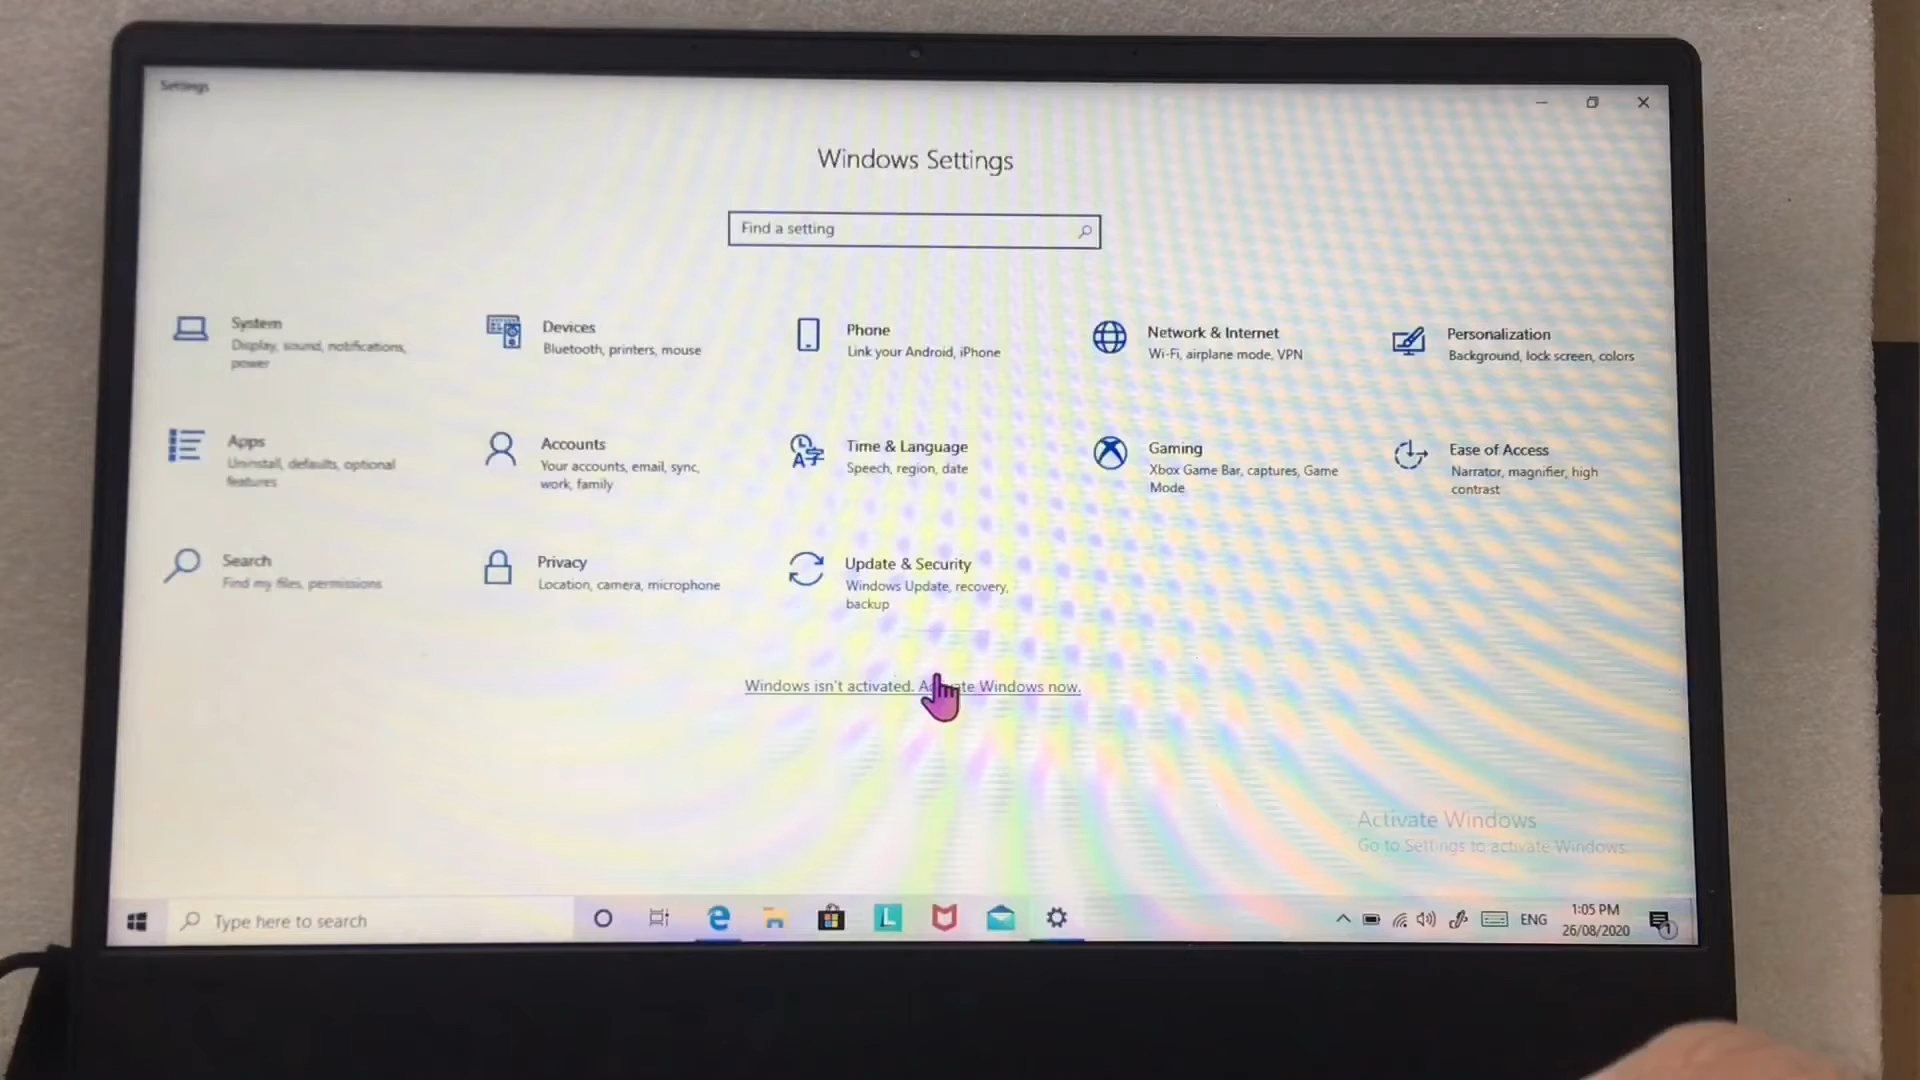 Settings
Windows Settings
Find a setting
System
Display, sound, notifications,
power
Devices
Bluetooth, printers, mouse
Phone
Link your Android, iPhone
Network & Internet
Wi-Fi, airplane mode, VPN
Personalization
Background, lock screen, colors
Apps
Uninstall, defaults, optional
features
Accounts
Your accounts, email, sync,
work, family
Time & Language
Speech, region, date
Gaming
Xbox Game Bar, captures, Game
Mode
Ease of Access
Narrator, magnifier, high
contrast
Search
Find my files, permissions
Privacy
Location, camera, microphone
Update & Security
Windows Update, recovery,
backup
Windows isn't activated. Activate Windows now.
Activate Windows
Go to Settings to activate Windows.
Type here to search
L
ENG
1:05 PM
26/08/2020
1